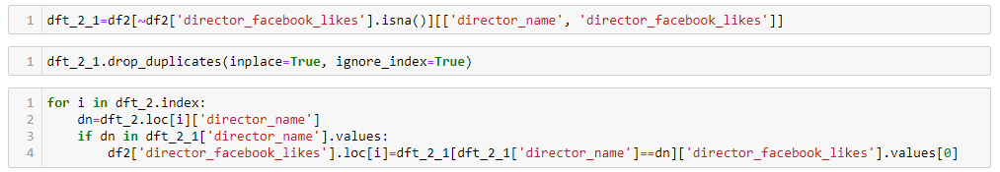 1 dft_2_1=df2[~df2['director_facebook_likes'].isna()][['director_name', 'director_facebook_likes']]
1 dft_2_1.drop_duplicates(inplace=True, ignore_index=True)
1 for i in dft_2.index:
2     dn=dft_2.loc[i]['director_name']
3     if dn in dft_2_1['director_name'].values:
4         df2['director_facebook_likes'].loc[i]=dft_2_1[dft_2_1['director_name']==dn]['director_facebook_likes'].values[0]